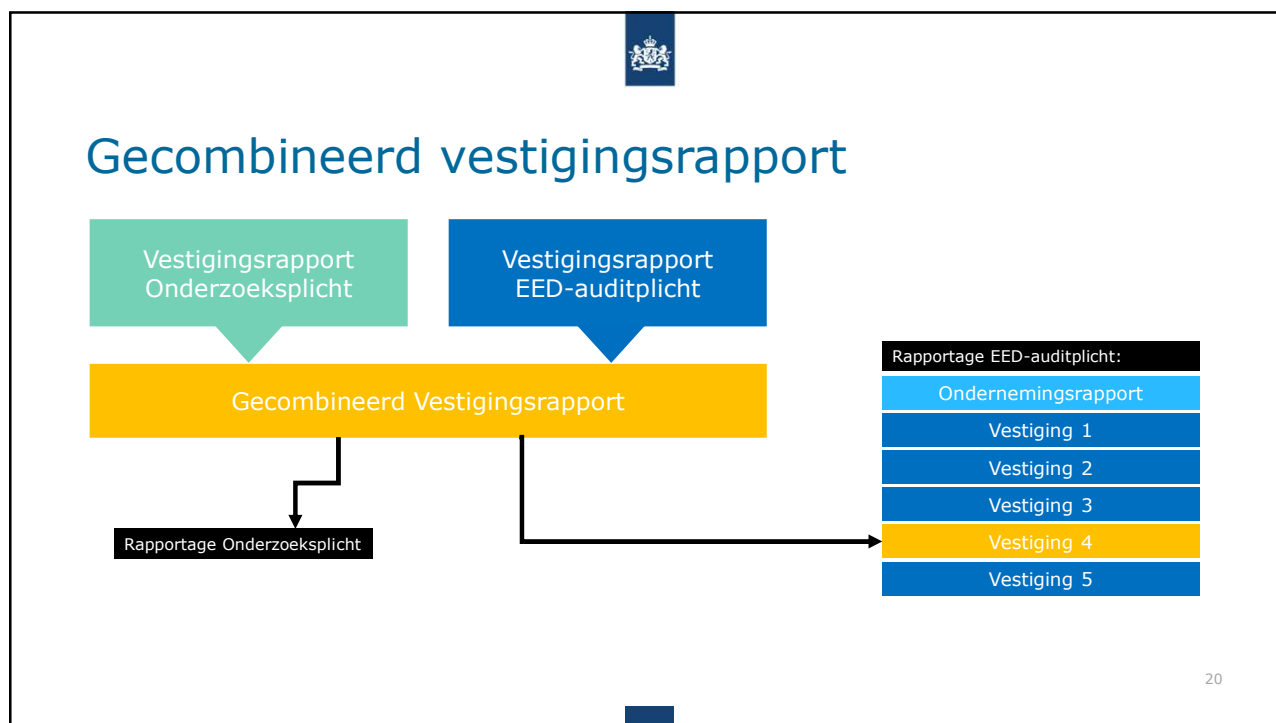 Gecombineerd vestigingsrapport
Vestigingsrapport
Onderzoeksplicht
Vestigingsrapport
EED-auditplicht
Gecombineerd Vestigingsrapport
Rapportage Onderzoeksplicht
Rapportage EED-auditplicht:
Ondernemingsrapport
Vestiging 1
Vestiging 2
Vestiging 3
Vestiging 4
Vestiging 5
20